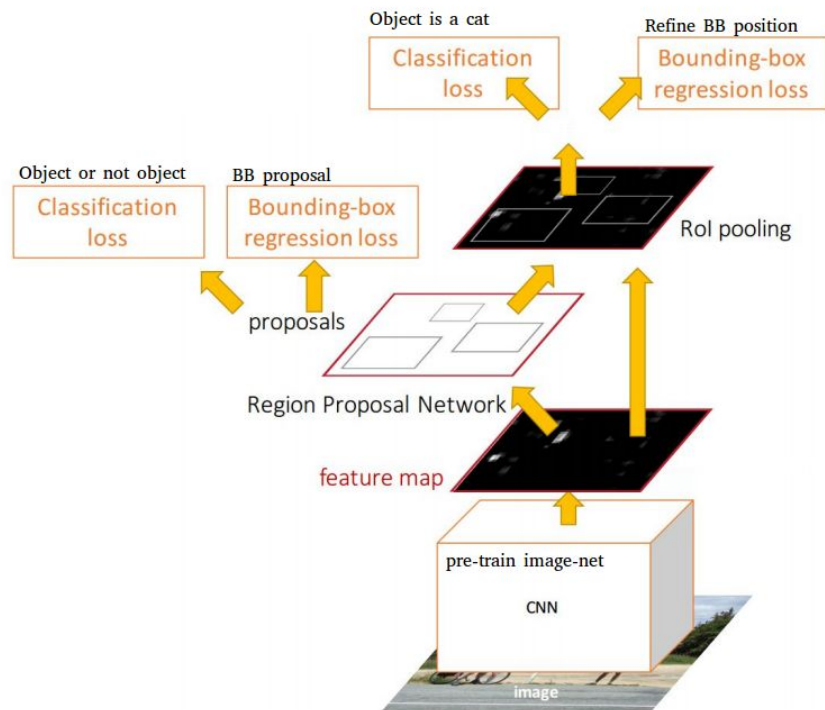 Object is a cat
Classification
loss
Refine BB position
Bounding-box
regression loss
Object or not object
Classification
loss
BB proposal
Bounding-box
regression loss
RoI pooling
proposals
Region Proposal Network
feature map
pre-train image-net
CNN
image